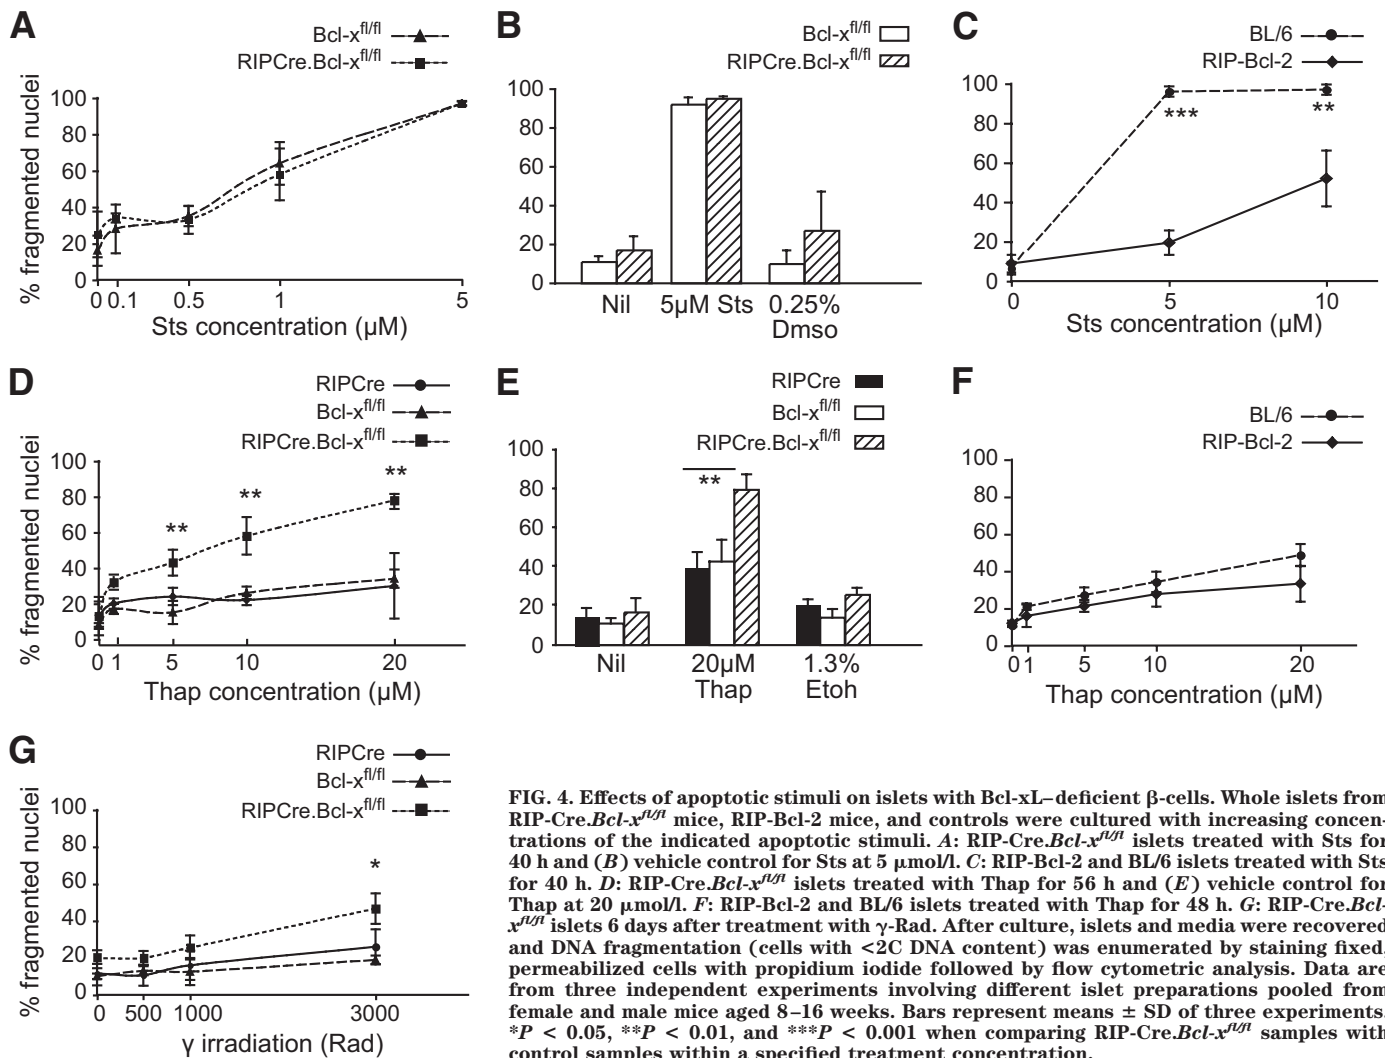 A
Bcl-x^fl/fl
RIPCre.Bcl-x^fl/fl
% fragmented nuclei
100
80
60
40
20
0
0 0.1 0.5 1 5
Sts concentration (µM)
B
Bcl-x^fl/fl
RIPCre.Bcl-x^fl/fl
100
80
60
40
20
0
Nil 5µM Sts 0.25%
Dmso
C
BL/6
RIP-Bcl-2
100
80
60
40
20
0
***
**
0 5 10
Sts concentration (µM)
D
RIPCre
Bcl-x^fl/fl
RIPCre.Bcl-x^fl/fl
% fragmented nuclei
100
80
60
40
20
0
**
**
**
0 1 5 10 20
Thap concentration (µM)
E
RIPCre
Bcl-x^fl/fl
RIPCre.Bcl-x^fl/fl
100
80
60
40
20
0
**
Nil 20µM 1.3%
Thap Etoh
F
BL/6
RIP-Bcl-2
100
80
60
40
20
0
0 1 5 10 20
Thap concentration (µM)
G
RIPCre
Bcl-x^fl/fl
RIPCre.Bcl-x^fl/fl
% fragmented nuclei
100
80
60
40
20
0
*
0 500 1000 3000
γ irradiation (Rad)
FIG. 4. Effects of apoptotic stimuli on islets with Bcl-xL–deficient β-cells. Whole islets from
RIP-Cre.Bcl-x^fl/fl mice, RIP-Bcl-2 mice, and controls were cultured with increasing concen-
trations of the indicated apoptotic stimuli. A: RIP-Cre.Bcl-x^fl/fl islets treated with Sts for
40 h and (B) vehicle control for Sts at 5 µmol/l. C: RIP-Bcl-2 and BL/6 islets treated with Sts
for 40 h. D: RIP-Cre.Bcl-x^fl/fl islets treated with Thap for 56 h and (E) vehicle control for
Thap at 20 µmol/l. F: RIP-Bcl-2 and BL/6 islets treated with Thap for 48 h. G: RIP-Cre.Bcl-
x^fl/fl islets 6 days after treatment with γ-Rad. After culture, islets and media were recovered
and DNA fragmentation (cells with <2C DNA content) was enumerated by staining fixed,
permeabilized cells with propidium iodide followed by flow cytometric analysis. Data are
from three independent experiments involving different islet preparations pooled from
female and male mice aged 8–16 weeks. Bars represent means ± SD of three experiments.
*P < 0.05, **P < 0.01, and ***P < 0.001 when comparing RIP-Cre.Bcl-x^fl/fl samples with
control samples within a specified treatment concentration.